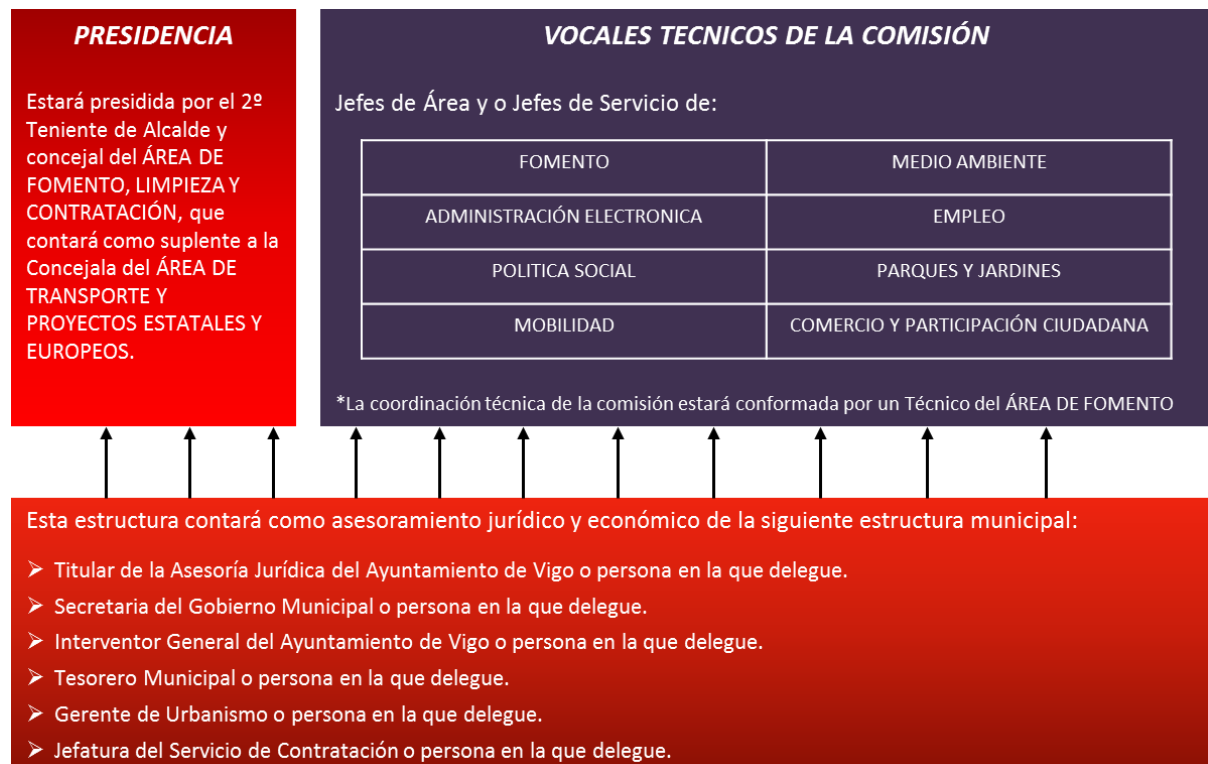 PRESIDENCIA
Estará presidida por el 2º
Teniente de Alcalde y
concejal del ÁREA DE
FOMENTO, LIMPIEZA Y
CONTRATACIÓN, que
contará como suplente a la
Concejala del ÁREA DE
TRANSPORTE Y
PROYECTOS ESTATALES Y
EUROPEOS.
VOCALES TECNICOS DE LA COMISIÓN
Jefes de Área y o Jefes de Servicio de:
FOMENTO
MEDIO AMBIENTE
ADMINISTRACIÓN ELECTRONICA
EMPLEO
POLITICA SOCIAL
PARQUES Y JARDINES
MOBILIDAD
COMERCIO Y PARTICIPACIÓN CIUDADANA
*La coordinación técnica de la comisión estará conformada por un Técnico del ÁREA DE FOMENTO
Esta estructura contará como asesoramiento jurídico y económico de la siguiente estructura municipal:
➢ Titular de la Asesoría Jurídica del Ayuntamiento de Vigo o persona en la que delegue.
➢ Secretaria del Gobierno Municipal o persona en la que delegue.
➢ Interventor General del Ayuntamiento de Vigo o persona en la que delegue.
➢ Tesorero Municipal o persona en la que delegue.
➢ Gerente de Urbanismo o persona en la que delegue.
➢ Jefatura del Servicio de Contratación o persona en la que delegue.